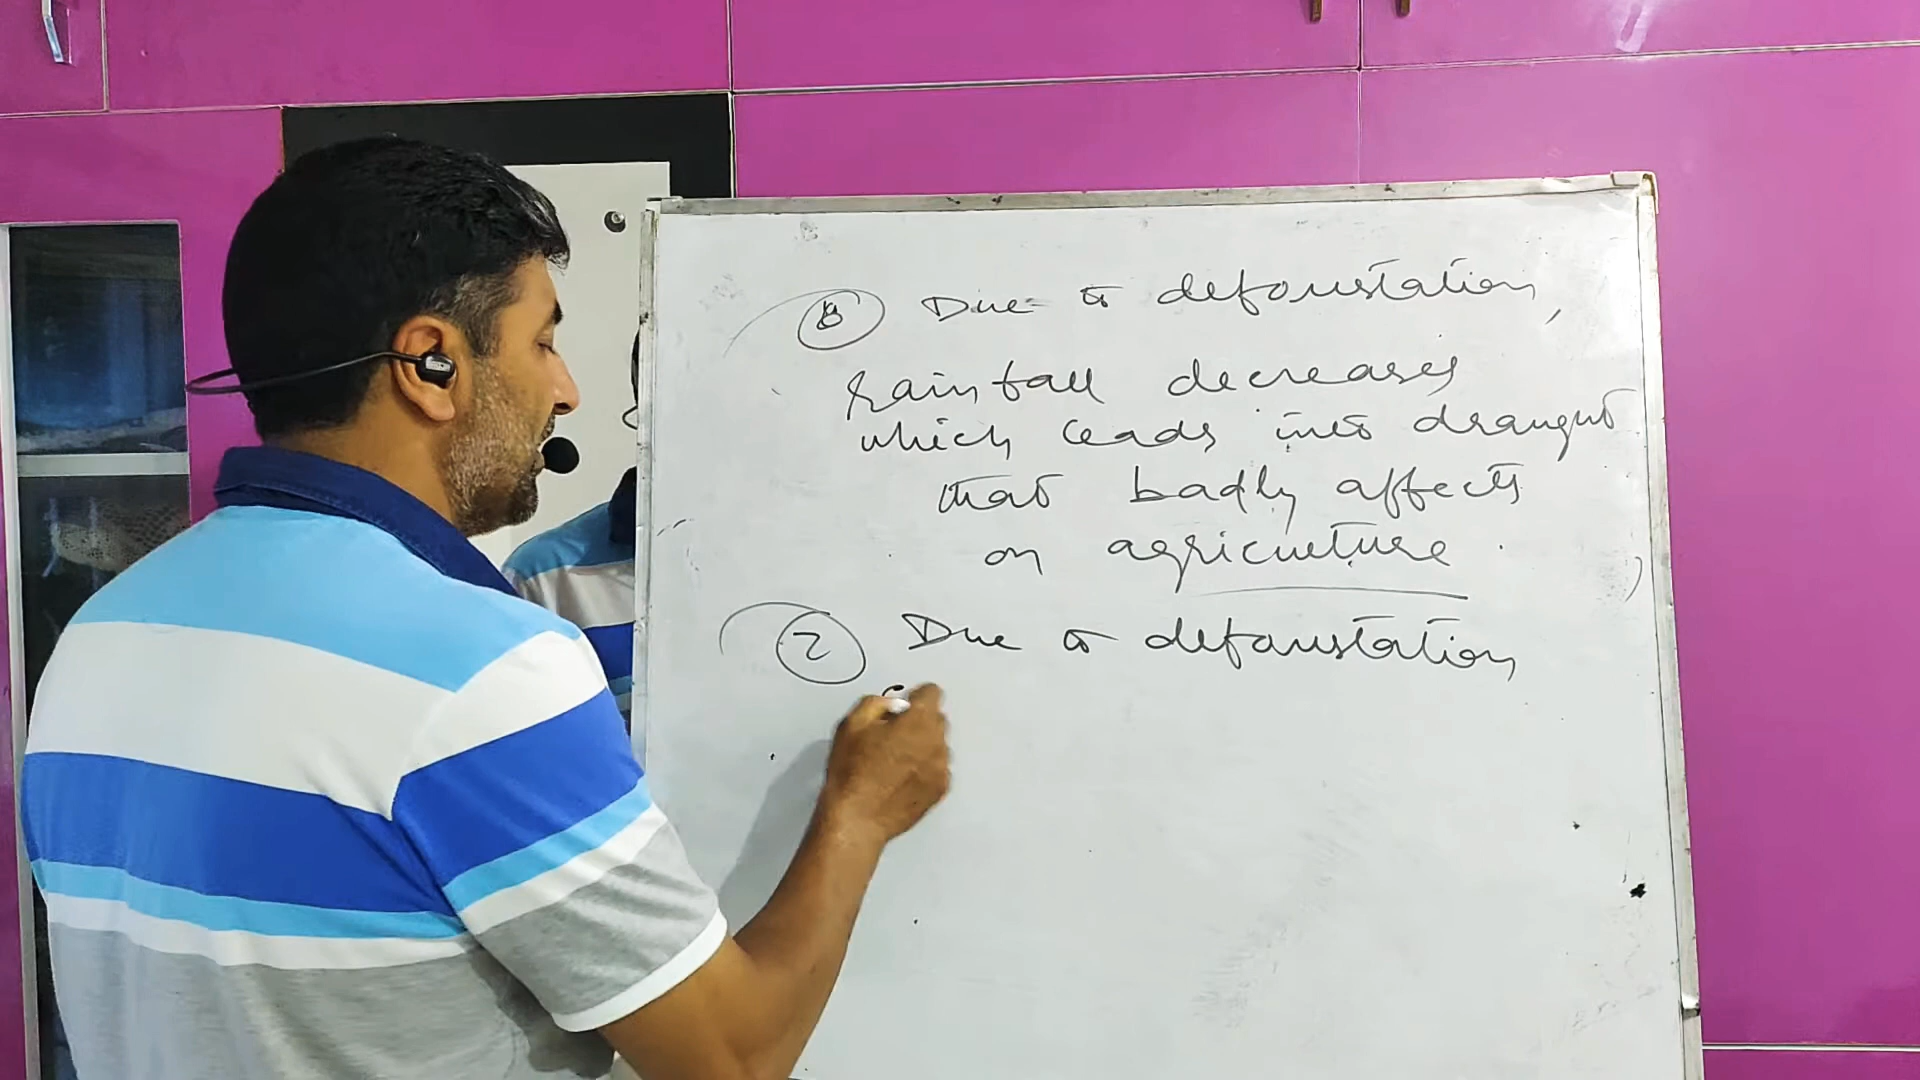 ⑧ Due to deforestation,
rainfall decreases
which leads into draught
that badly affects
on agriculture.
② Due to deforestation